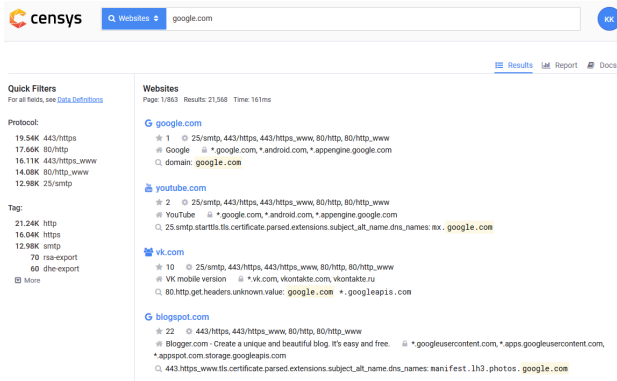 censys
Websites
google.com
KK
Results
Report
Docs
Quick Filters
For all fields, see Data Definitions
Protocol:
19.54K 443/https
17.66K 80/http
16.11K 443/https_www
14.08K 80/http_www
12.98K 25/smtp
Tag:
21.24K http
16.04K https
12.98K smtp
70 rsa-export
60 dhe-export
More
Websites
Page: 1/863 Results: 21,568 Time: 161ms
google.com
1 25/smtp, 443/https, 443/https_www, 80/http, 80/http_www
Google *.google.com, *.android.com, *.appengine.google.com
domain: google.com
youtube.com
2 25/smtp, 443/https, 443/https_www, 80/http, 80/http_www
YouTube *.google.com, *.android.com, *.appengine.google.com
25.smtp.starttls.tls.certificate.parsed.extensions.subject_alt_name.dns_names: mx.google.com
vk.com
10 25/smtp, 443/https, 443/https_www, 80/http, 80/http_www
VK mobile version *.vk.com, vkontakte.com, vkontakte.ru
80.http.get.headers.unknown.value: google.com *.googleapis.com
blogspot.com
22 443/https, 443/https_www, 80/http, 80/http_www
Blogger.com - Create a unique and beautiful blog. It's easy and free. *.googleusercontent.com, *.apps.googleusercontent.com,
*.appspot.com.storage.googleapis.com
443.https_www.tls.certificate.parsed.extensions.subject_alt_name.dns_names: manifest.lh3.photos.google.com